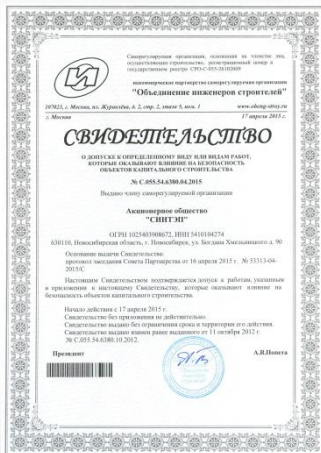 Саморегулируемая организация, основанная на членстве лиц,
осуществляющих строительство, регистрационный номер в
государственном реестре СРО-С-055-26102009
некоммерческое партнерство саморегулируемая организация
"Объединение инженеров строителей"
107023, г. Москва, пл. Журавлёва, д. 2, стр. 2, этаж 5, пом. 1
www.obeng-stroy.ru
г. Москва
17 апреля 2015 г.
СВИДЕТЕЛЬСТВО
О ДОПУСКЕ К ОПРЕДЕЛЕННОМУ ВИДУ ИЛИ ВИДАМ РАБОТ,
КОТОРЫЕ ОКАЗЫВАЮТ ВЛИЯНИЕ НА БЕЗОПАСНОСТЬ
ОБЪЕКТОВ КАПИТАЛЬНОГО СТРОИТЕЛЬСТВА
№ С.055.54.6380.04.2015
Выдано члену саморегулируемой организации
Акционерное общество
"СИНТЭП"
ОГРН 1025403908672, ИНН 5410104274
630110, Новосибирская область, г. Новосибирск, ул. Богдана Хмельницкого д. 90
Основание выдачи Свидетельства:
протокол заседания Совета Партнерства от 16 апреля 2015 г. № 53313-04-
2015/С
Настоящим Свидетельством подтверждается допуск к работам, указанным
в приложении к настоящему Свидетельству, которые оказывают влияние на
безопасность объектов капитального строительства.
Начало действия с 17 апреля 2015 г.
Свидетельство без приложения не действительно.
Свидетельство выдано без ограничения срока и территории его действия.
Свидетельство выдано взамен ранее выданного от 11 октября 2012 г.
№ С.055.54.6380.10.2012.
Президент
А.В.Попета